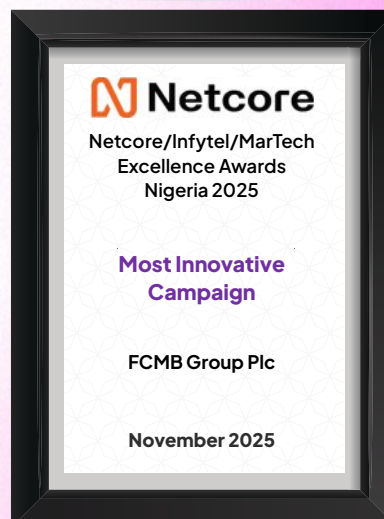 Netcore
Netcore/Infytel/MarTech
Excellence Awards
Nigeria 2025
Most Innovative
Campaign
FCMB Group Plc
November 2025